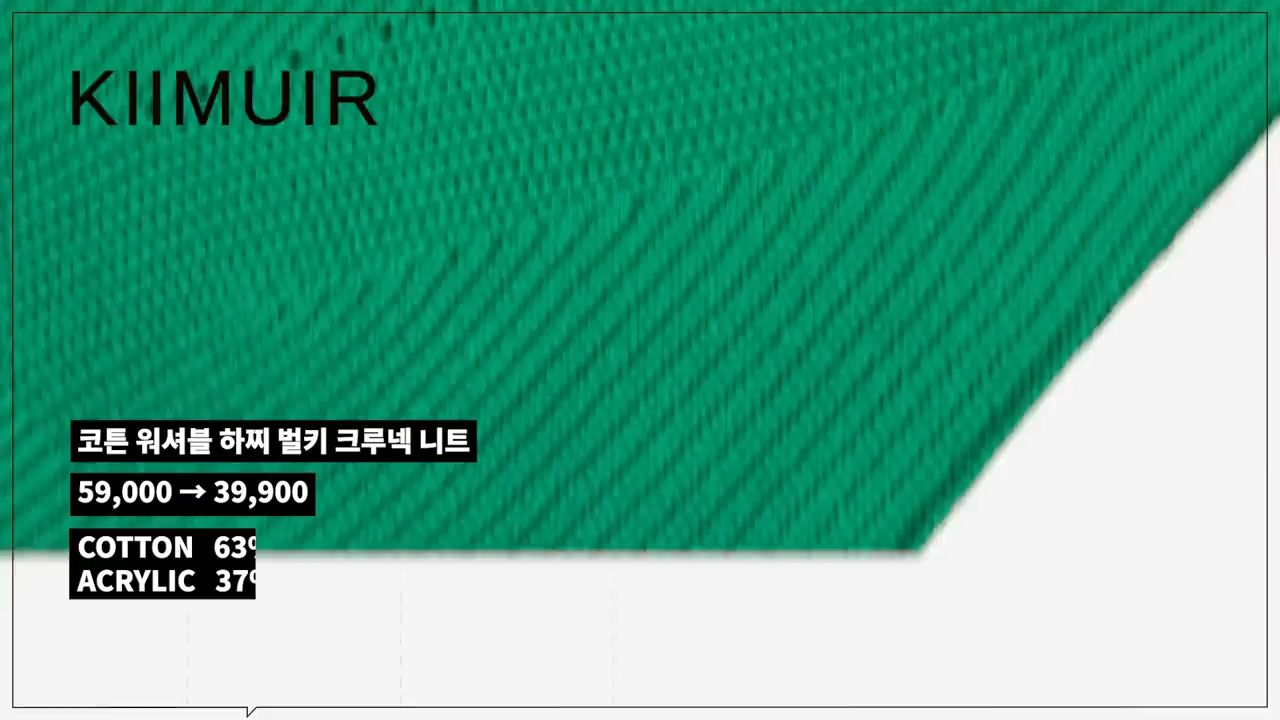 KIIMUIR
코튼 워셔블 하찌 벌키 크루넥 니트
59,000 → 39,900
COTTON 63%
ACRYLIC 37%